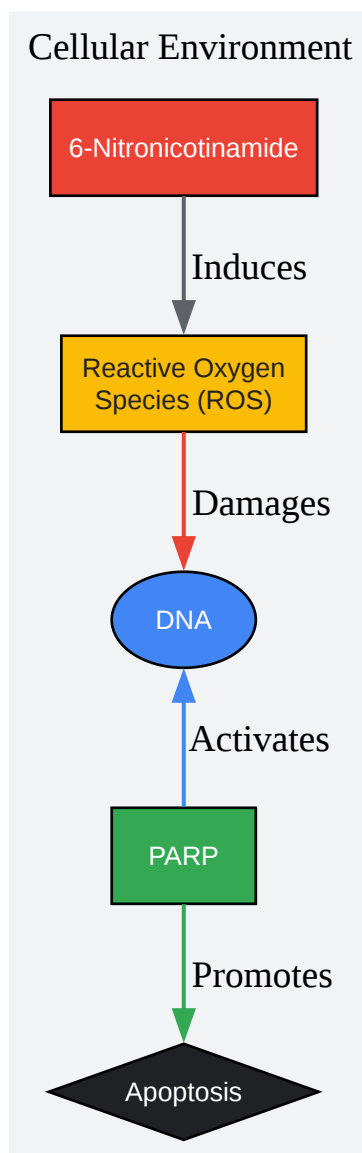 Cellular Environment
6-Nitronicotinamide
Induces
Reactive Oxygen
Species (ROS)
Damages
DNA
Activates
PARP
Promotes
Apoptosis